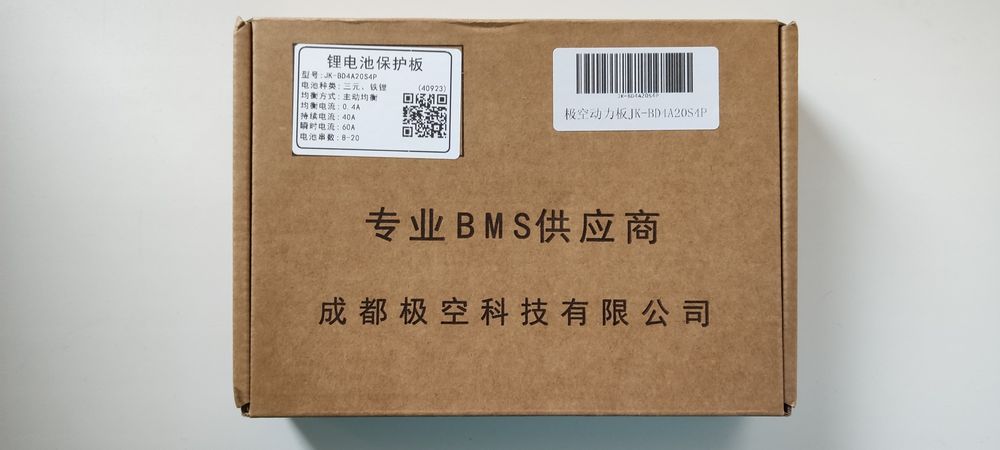 锂电池保护板
型号:JK-BD4A20S4P
电池种类:三元、铁锂 (40923)
均衡方式:主动均衡
均衡电流:0.4A
持续电流:40A
瞬时电流:60A
电池串数:8-20
JK-BD4A20S4P
极空动力板JK-BD4A20S4P
专业BMS供应商
成都极空科技有限公司